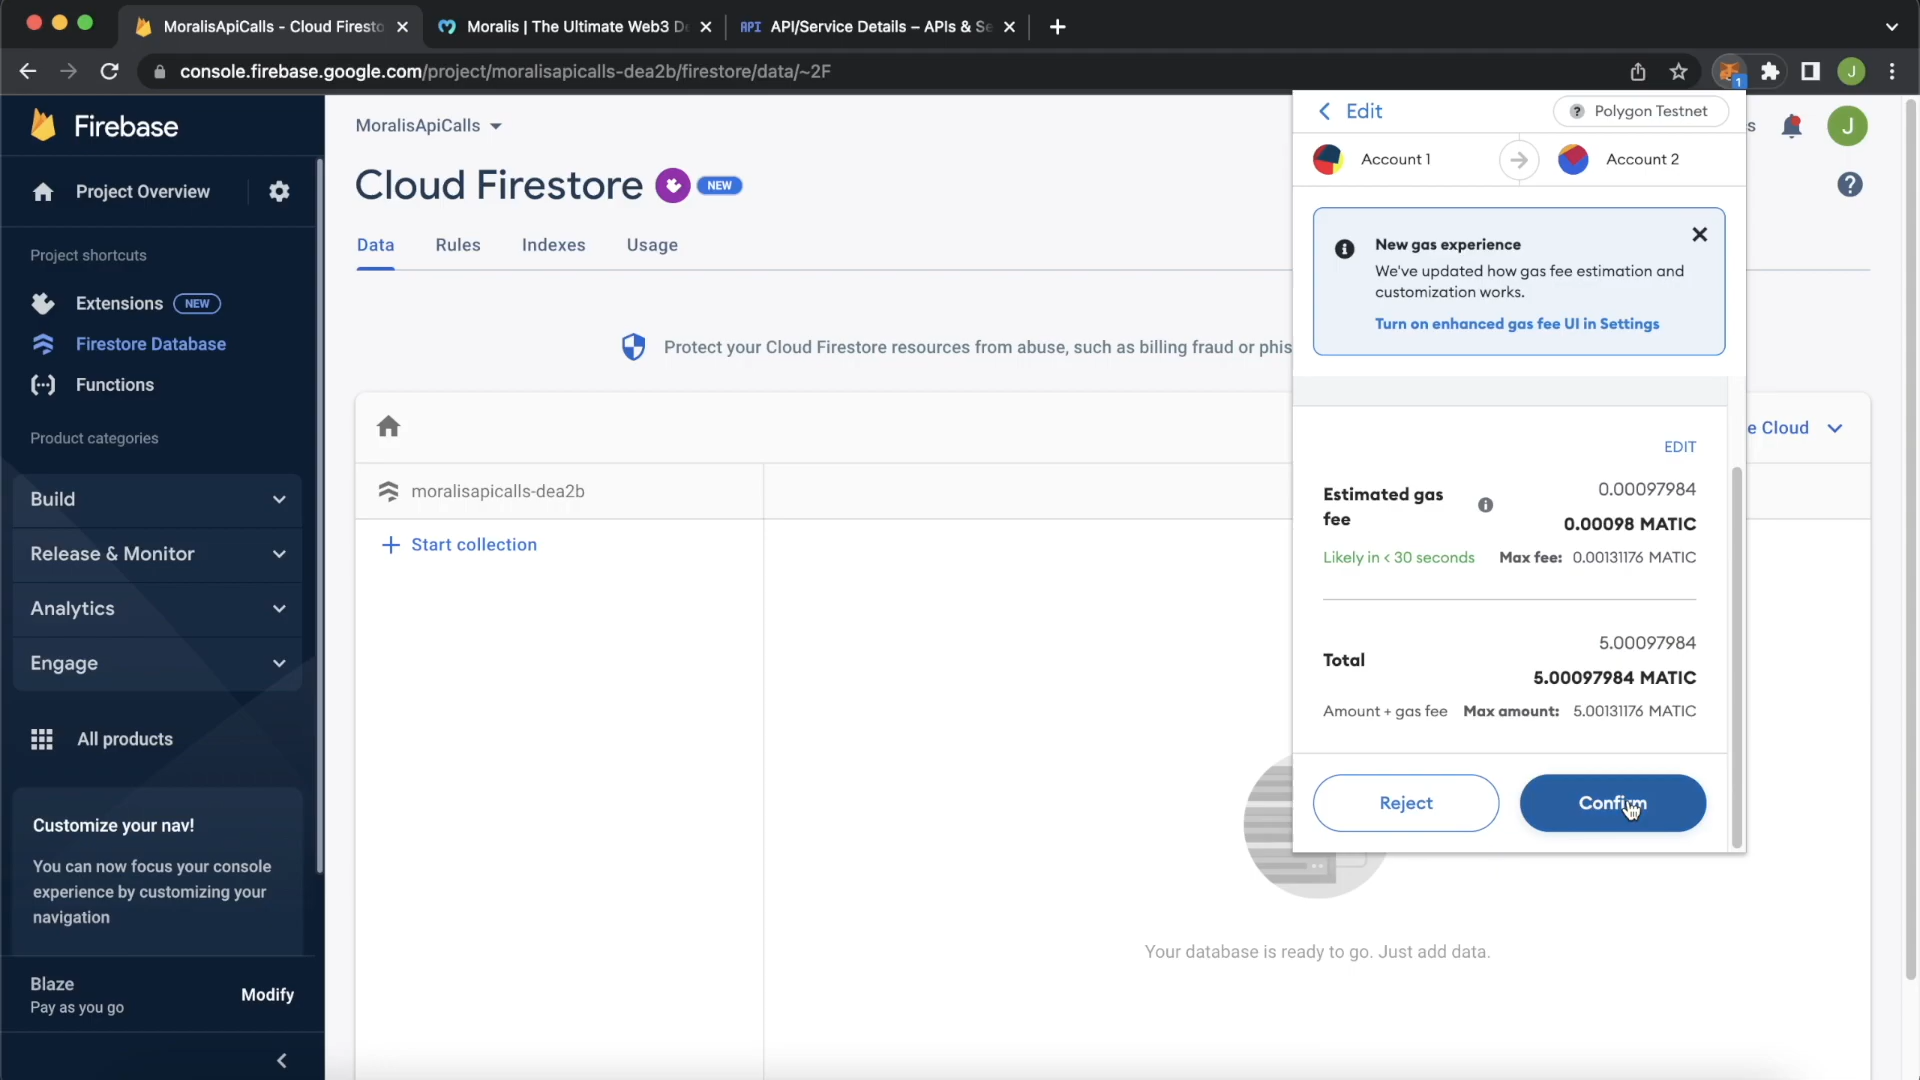 MoralisApiCalls - Cloud Firesto
Moralis | The Ultimate Web3 De
API API/Service Details – APIs & Se
console.firebase.google.com/project/moralisapicalls-dea2b/firestore/data/~2F
1
J
Firebase
Project Overview
Project shortcuts
Extensions NEW
Firestore Database
Functions
Product categories
Build
Release & Monitor
Analytics
Engage
All products
Customize your nav!
You can now focus your console
experience by customizing your
navigation
Blaze
Pay as you go
Modify
MoralisApiCalls
s
J
Cloud Firestore NEW
Data Rules Indexes Usage
Protect your Cloud Firestore resources from abuse, such as billing fraud or phis
e Cloud
moralisapicalls-dea2b
Start collection
Your database is ready to go. Just add data.
Edit
Polygon Testnet
Account 1
Account 2
New gas experience
We've updated how gas fee estimation and
customization works.
Turn on enhanced gas fee UI in Settings
EDIT
Estimated gas
fee
0.00097984
0.00098 MATIC
Likely in < 30 seconds
Max fee: 0.00131176 MATIC
5.00097984
Total
5.00097984 MATIC
Amount + gas fee Max amount: 5.00131176 MATIC
Reject
Confirm